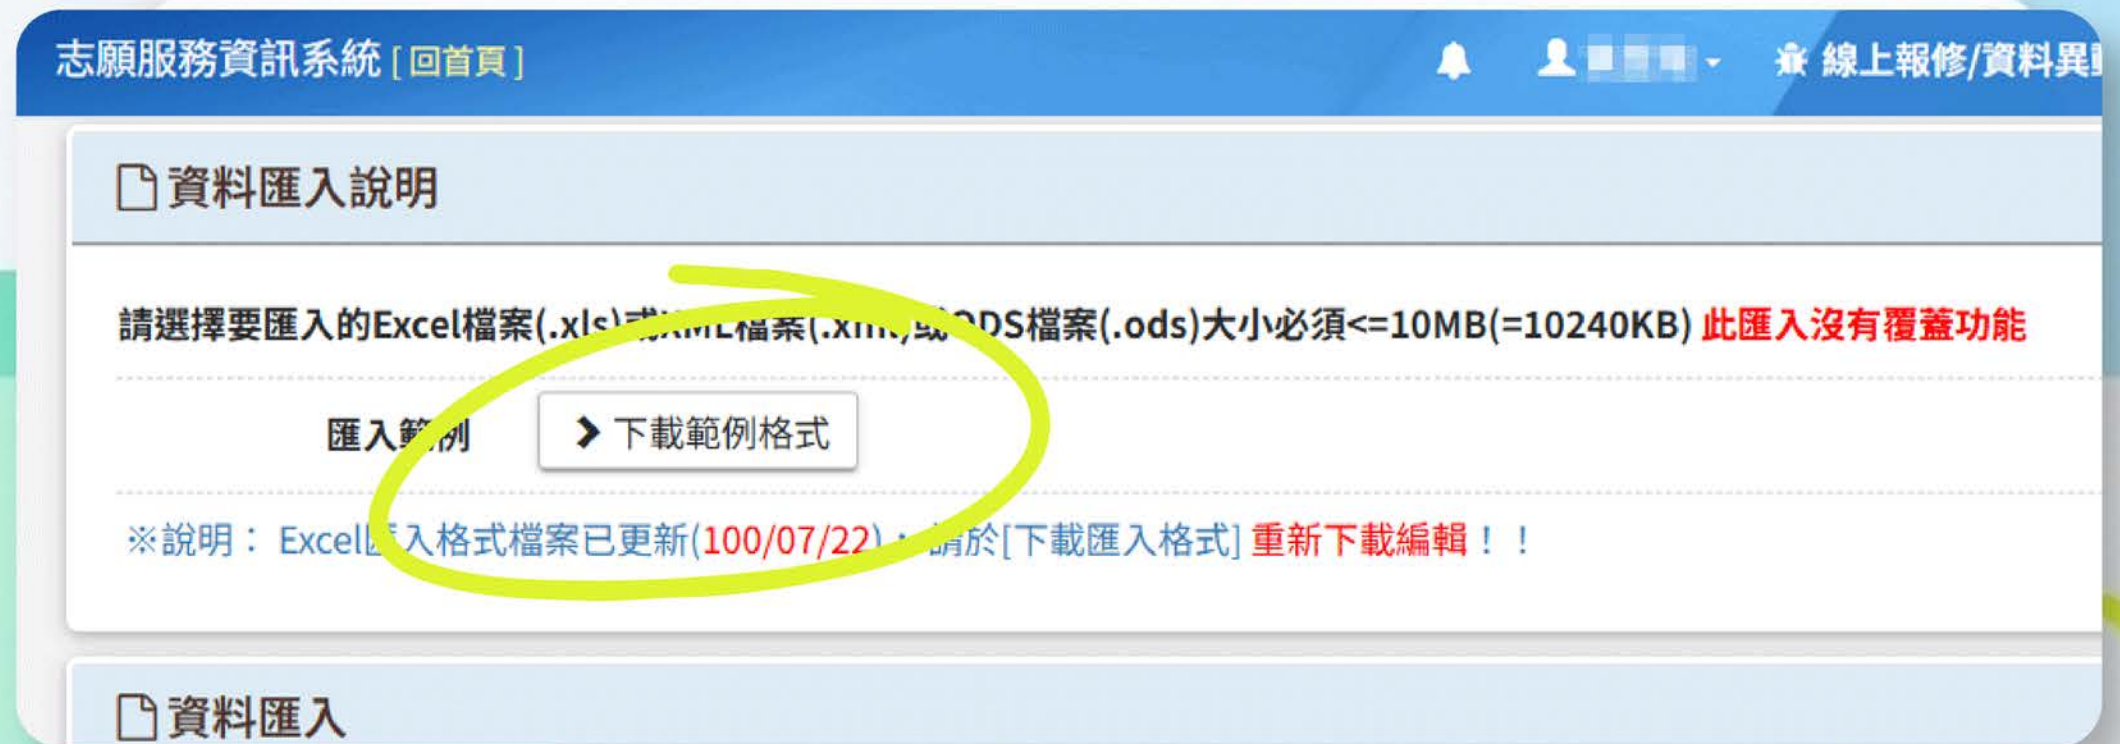 志願服務資訊系統 [ 回首頁 ]
線上報修/資料異
資料匯入說明
請選擇要匯入的Excel檔案(.xls)或XML檔案(.xml)或ODS檔案(.ods)大小必須<=10MB(=10240KB) 此匯入沒有覆蓋功能
匯入範例 下載範例格式
※說明： Excel匯入格式檔案已更新(100/07/22)，請於[下載匯入格式] 重新下載編輯！！
資料匯入